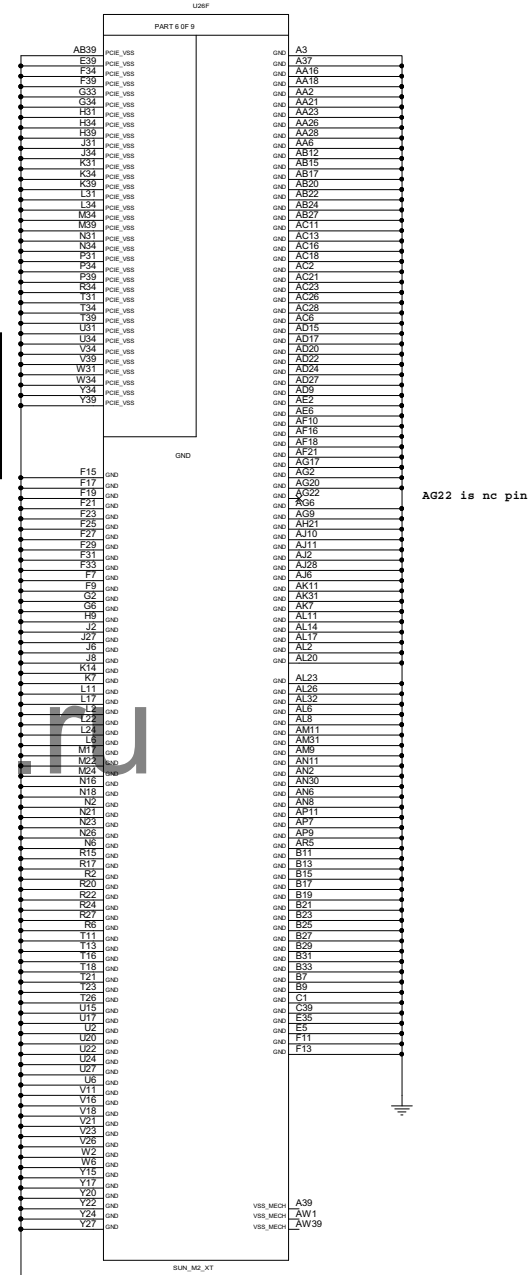 U26F
PART 6 0F 9
AB39 PCIE_VSS
E39 PCIE_VSS
F34 PCIE_VSS
F39 PCIE_VSS
G33 PCIE_VSS
G34 PCIE_VSS
H31 PCIE_VSS
H34 PCIE_VSS
H39 PCIE_VSS
J31 PCIE_VSS
J34 PCIE_VSS
K31 PCIE_VSS
K34 PCIE_VSS
K39 PCIE_VSS
L31 PCIE_VSS
L34 PCIE_VSS
M34 PCIE_VSS
M39 PCIE_VSS
N31 PCIE_VSS
N34 PCIE_VSS
P31 PCIE_VSS
P34 PCIE_VSS
P39 PCIE_VSS
R34 PCIE_VSS
T31 PCIE_VSS
T34 PCIE_VSS
T39 PCIE_VSS
U31 PCIE_VSS
U34 PCIE_VSS
V34 PCIE_VSS
V39 PCIE_VSS
W31 PCIE_VSS
W34 PCIE_VSS
Y34 PCIE_VSS
Y39 PCIE_VSS
GND
F15 GND
F17 GND
F19 GND
F21 GND
F23 GND
F25 GND
F27 GND
F29 GND
F31 GND
F33 GND
F7 GND
F9 GND
G2 GND
G6 GND
H9 GND
J2 GND
J27 GND
J6 GND
J8 GND
K14 GND
K7 GND
L11 GND
L17 GND
L2 GND
L22 GND
L24 GND
L6 GND
M17 GND
M22 GND
M24 GND
N16 GND
N18 GND
N2 GND
N21 GND
N23 GND
N26 GND
N6 GND
R15 GND
R17 GND
R2 GND
R20 GND
R22 GND
R24 GND
R27 GND
R6 GND
T11 GND
T13 GND
T16 GND
T18 GND
T21 GND
T23 GND
T26 GND
U15 GND
U17 GND
U2 GND
U20 GND
U22 GND
U24 GND
U27 GND
U6 GND
V11 GND
V16 GND
V18 GND
V21 GND
V23 GND
V26 GND
W2 GND
W6 GND
Y15 GND
Y17 GND
Y20 GND
Y22 GND
Y24 GND
Y27 GND
GND A3
GND A37
GND AA16
GND AA18
GND AA2
GND AA21
GND AA23
GND AA26
GND AA28
GND AA6
GND AB12
GND AB15
GND AB17
GND AB20
GND AB22
GND AB24
GND AB27
GND AC11
GND AC13
GND AC16
GND AC18
GND AC2
GND AC21
GND AC23
GND AC26
GND AC28
GND AC6
GND AD15
GND AD17
GND AD20
GND AD22
GND AD24
GND AD27
GND AD9
GND AE2
GND AE6
GND AF10
GND AF16
GND AF18
GND AF21
GND AG17
GND AG2
GND AG20
GND AG22
GND AG6
GND AG9
GND AH21
GND AJ10
GND AJ11
GND AJ2
GND AJ28
GND AJ6
GND AK11
GND AK31
GND AK7
GND AL11
GND AL14
GND AL17
GND AL2
GND AL20
GND AL23
GND AL26
GND AL32
GND AL6
GND AL8
GND AM11
GND AM31
GND AM9
GND AN11
GND AN2
GND AN30
GND AN6
GND AN8
GND AP11
GND AP7
GND AP9
GND AR5
GND B11
GND B13
GND B15
GND B17
GND B19
GND B21
GND B23
GND B25
GND B27
GND B29
GND B31
GND B33
GND B7
GND B9
GND C1
GND C39
GND E35
GND E5
GND F11
GND F13
VSS_MECH A39
VSS_MECH AW1
VSS_MECH AW39
AG22 is nc pin
.ru
SUN_M2_XT